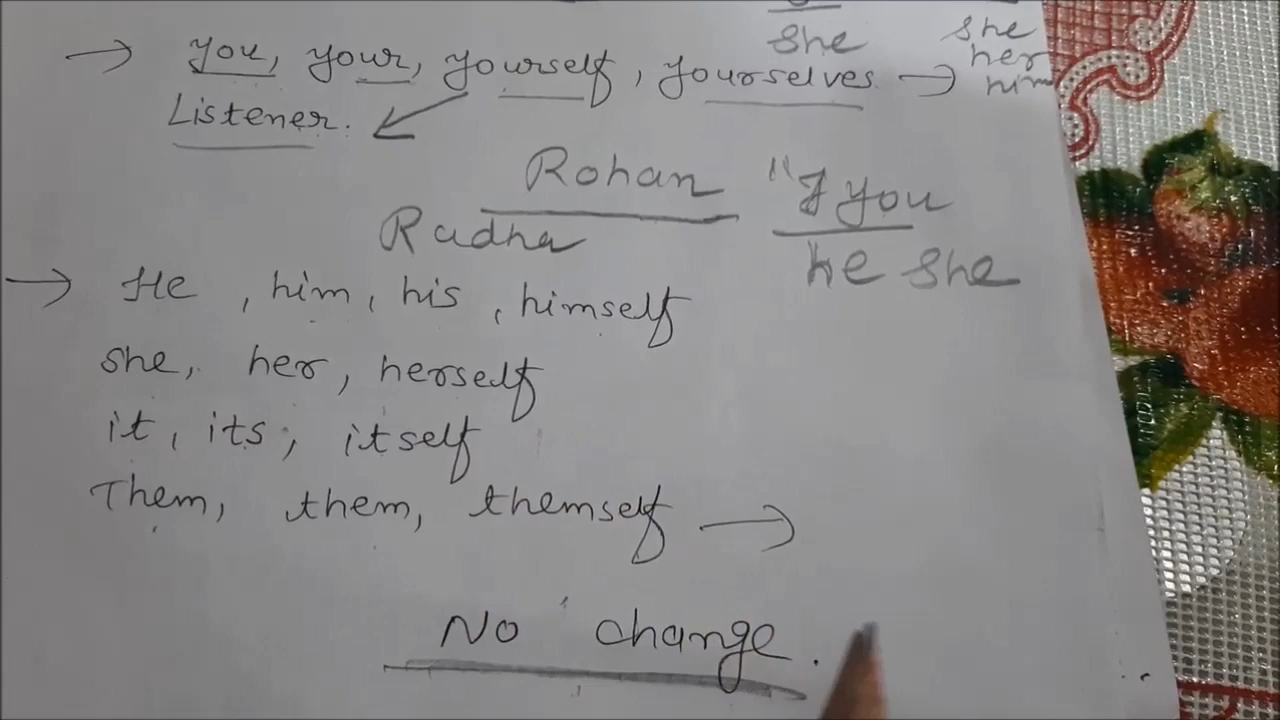 she
she
her
him
→ you, your, yourself, yourselves →
Listener.
Rohan "I you
Radha he she
→ He, him, his, himself
she, her, herself
it, its, itself
Them, them, themself →
No change.